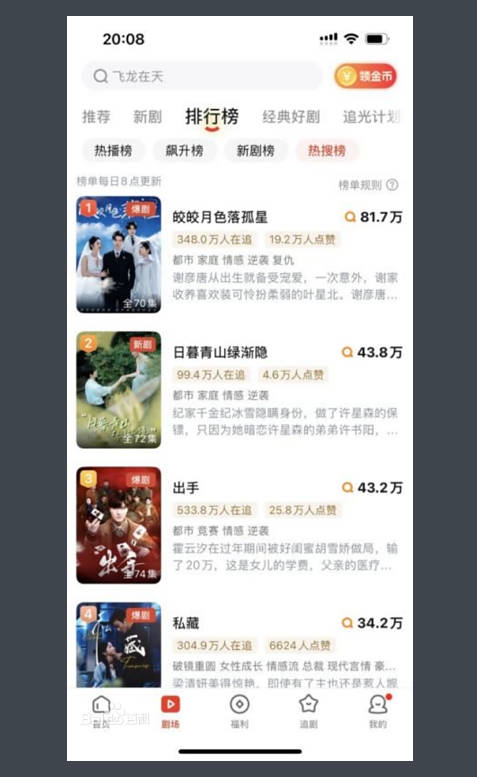 20:08
飞龙在天
领金币
推荐 新剧 排行榜 经典好剧 追光计划
热播榜 飙升榜 新剧榜 热搜榜
榜单每日8点更新 榜单规则
1 爆剧
全70集
皎皎月色落孤星 81.7万
348.0万人在追 19.2万人点赞
都市 家庭 情感 逆袭 复仇
谢彦唐从出生就备受宠爱，一次意外，谢家
收养喜欢装可怜扮柔弱的叶星北。谢彦唐...
2 新剧
全72集
日暮青山绿渐隐 43.8万
99.4万人在追 4.6万人点赞
都市 家庭 情感 逆袭
纪家千金纪冰雪隐瞒身份，做了许星森的保
镖，只因为她暗恋许星森的弟弟许书阳，...
3 爆剧
出手
全74集
出手 43.2万
533.8万人在追 25.8万人点赞
都市 竞赛 情感 逆袭
霍云汐在过年期间被好闺蜜胡雪娇做局，输
了20万，这是女儿的学费，父亲的医疗...
4 爆剧
藏
私藏 34.2万
304.9万人在追 6624人点赞
破镜重圆 女性成长 情感流 总裁 现代言情 豪...
梁清妍美得惊艳，即使有了主也还是惹人觊
首页 剧场 福利 追剧 我的
Bai 百科